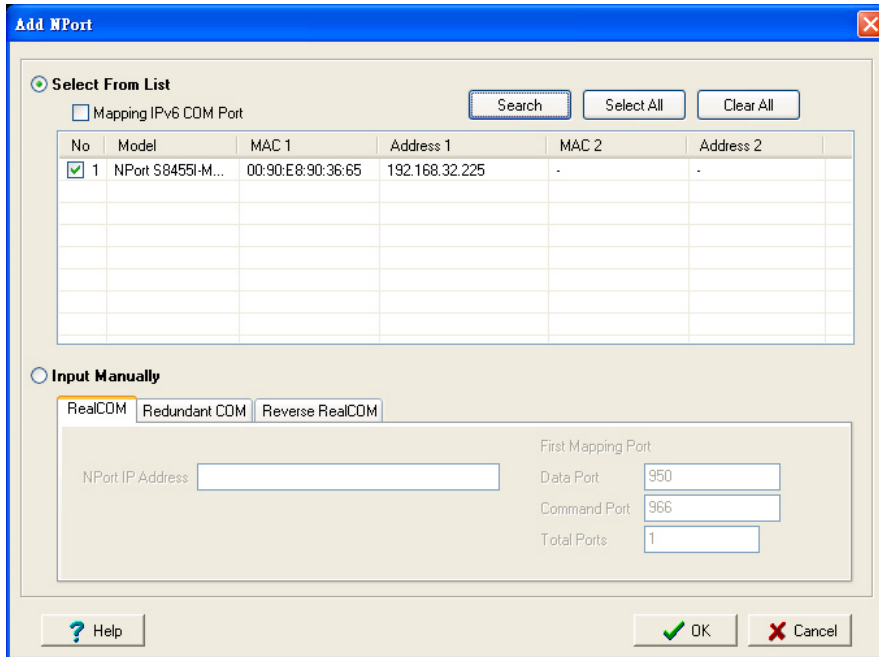 Add NPort
Select From List
Mapping IPv6 COM Port
Search
Select All
Clear All
No Model MAC 1 Address 1 MAC 2 Address 2
1 NPort S8455I-M... 00:90:E8:90:36:65 192.168.32.225 - -
Input Manually
RealCOM Redundant COM Reverse RealCOM
First Mapping Port
NPort IP Address
Data Port 950
Command Port 966
Total Ports 1
Help
OK
Cancel